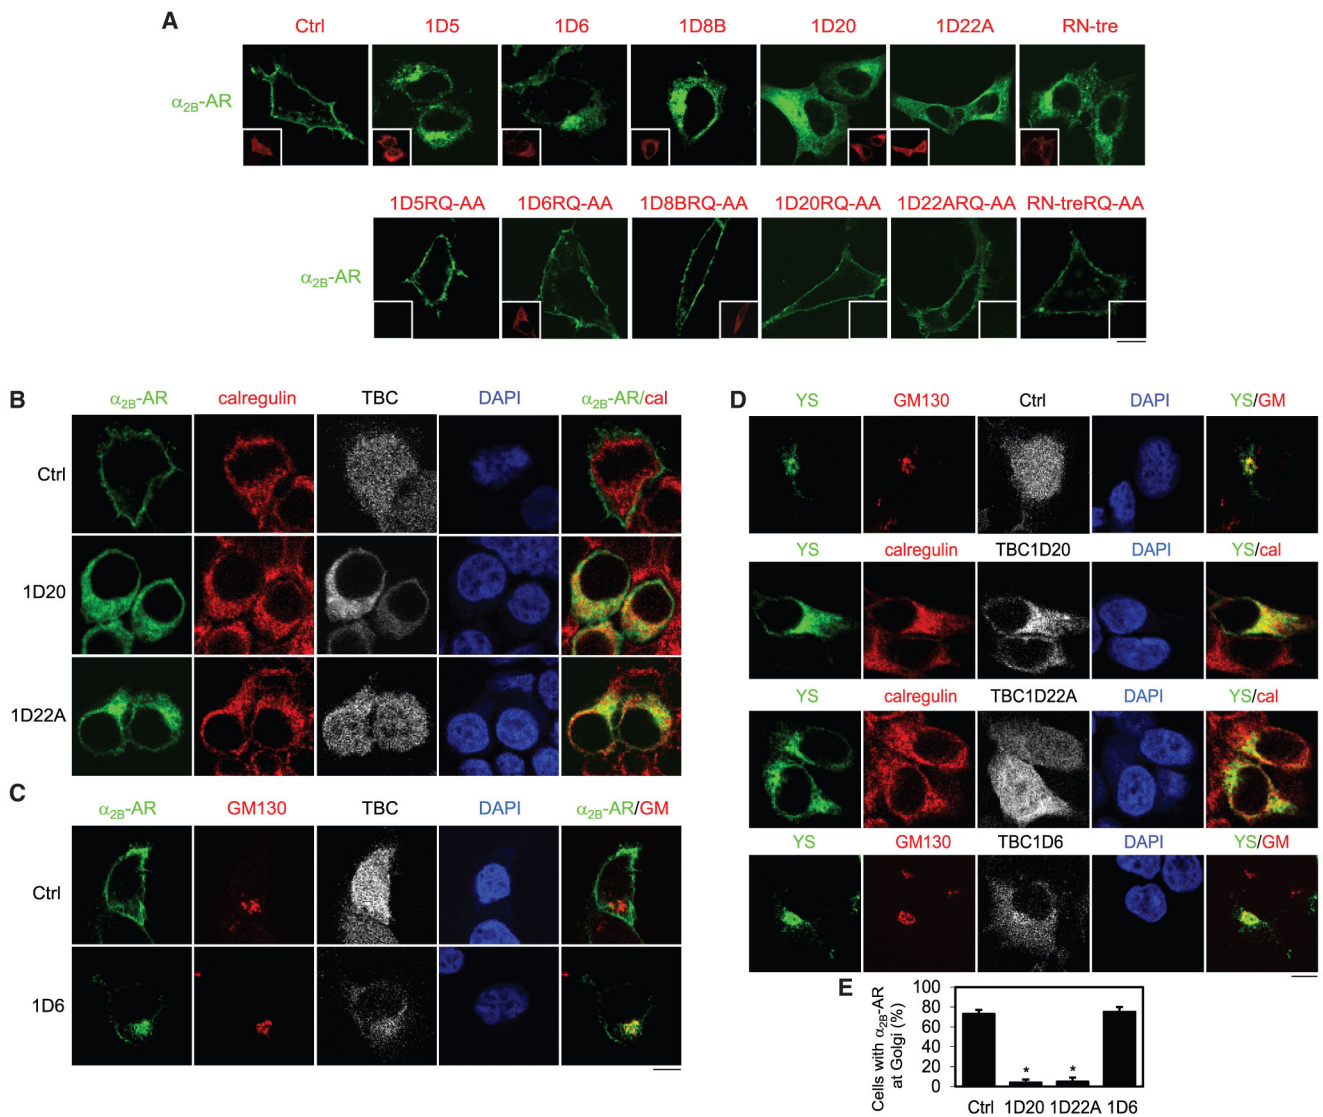 A
Ctrl 1D5 1D6 1D8B 1D20 1D22A RN-tre
α2B-AR
1D5RQ-AA 1D6RQ-AA 1D8BRQ-AA 1D20RQ-AA 1D22ARQ-AA RN-treRQ-AA
α2B-AR
B
α2B-AR calregulin TBC DAPI α2B-AR/cal
Ctrl
1D20
1D22A
C
α2B-AR GM130 TBC DAPI α2B-AR/GM
Ctrl
1D6
D
YS GM130 Ctrl DAPI YS/GM
YS calregulin TBC1D20 DAPI YS/cal
YS calregulin TBC1D22A DAPI YS/cal
YS GM130 TBC1D6 DAPI YS/GM
E
Cells with α2B-AR
at Golgi (%)
100
80
60
40
20
0
* *
Ctrl 1D20 1D22A 1D6